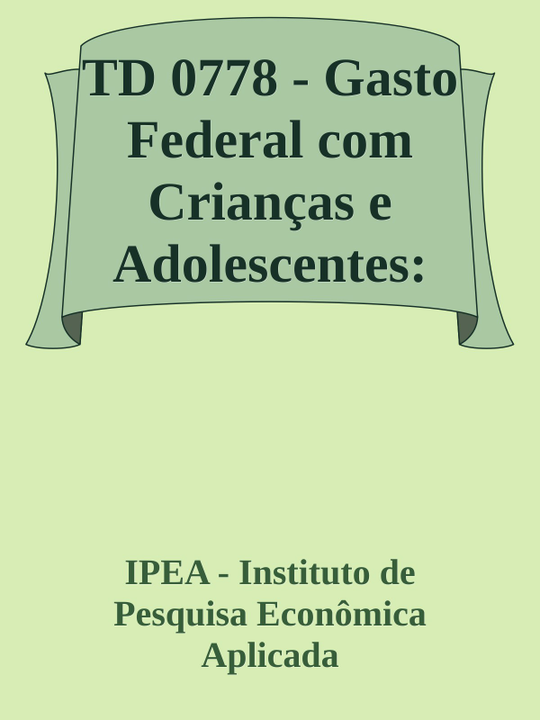 TD 0778 - Gasto
Federal com
Crianças e
Adolescentes:
IPEA - Instituto de
Pesquisa Econômica
Aplicada